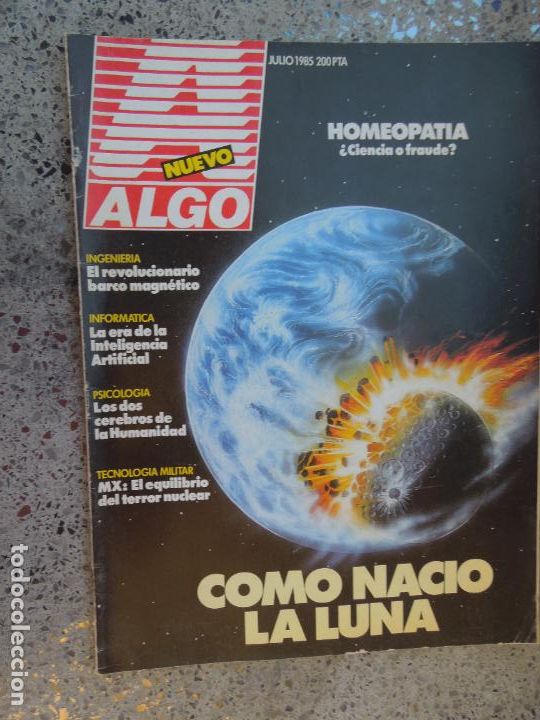 JULIO 1985 200 PTA
NUEVO
ALGO
HOMEOPATIA
¿Ciencia o fraude?
INGENIERIA
El revolucionario
barco magnético
INFORMATICA
La era de la
Inteligencia
Artificial
PSICOLOGIA
Los dos
cerebros de
la Humanidad
TECNOLOGIA MILITAR
MX: El equilibrio
del terror nuclear
COMO NACIO
LA LUNA
todocoleccion